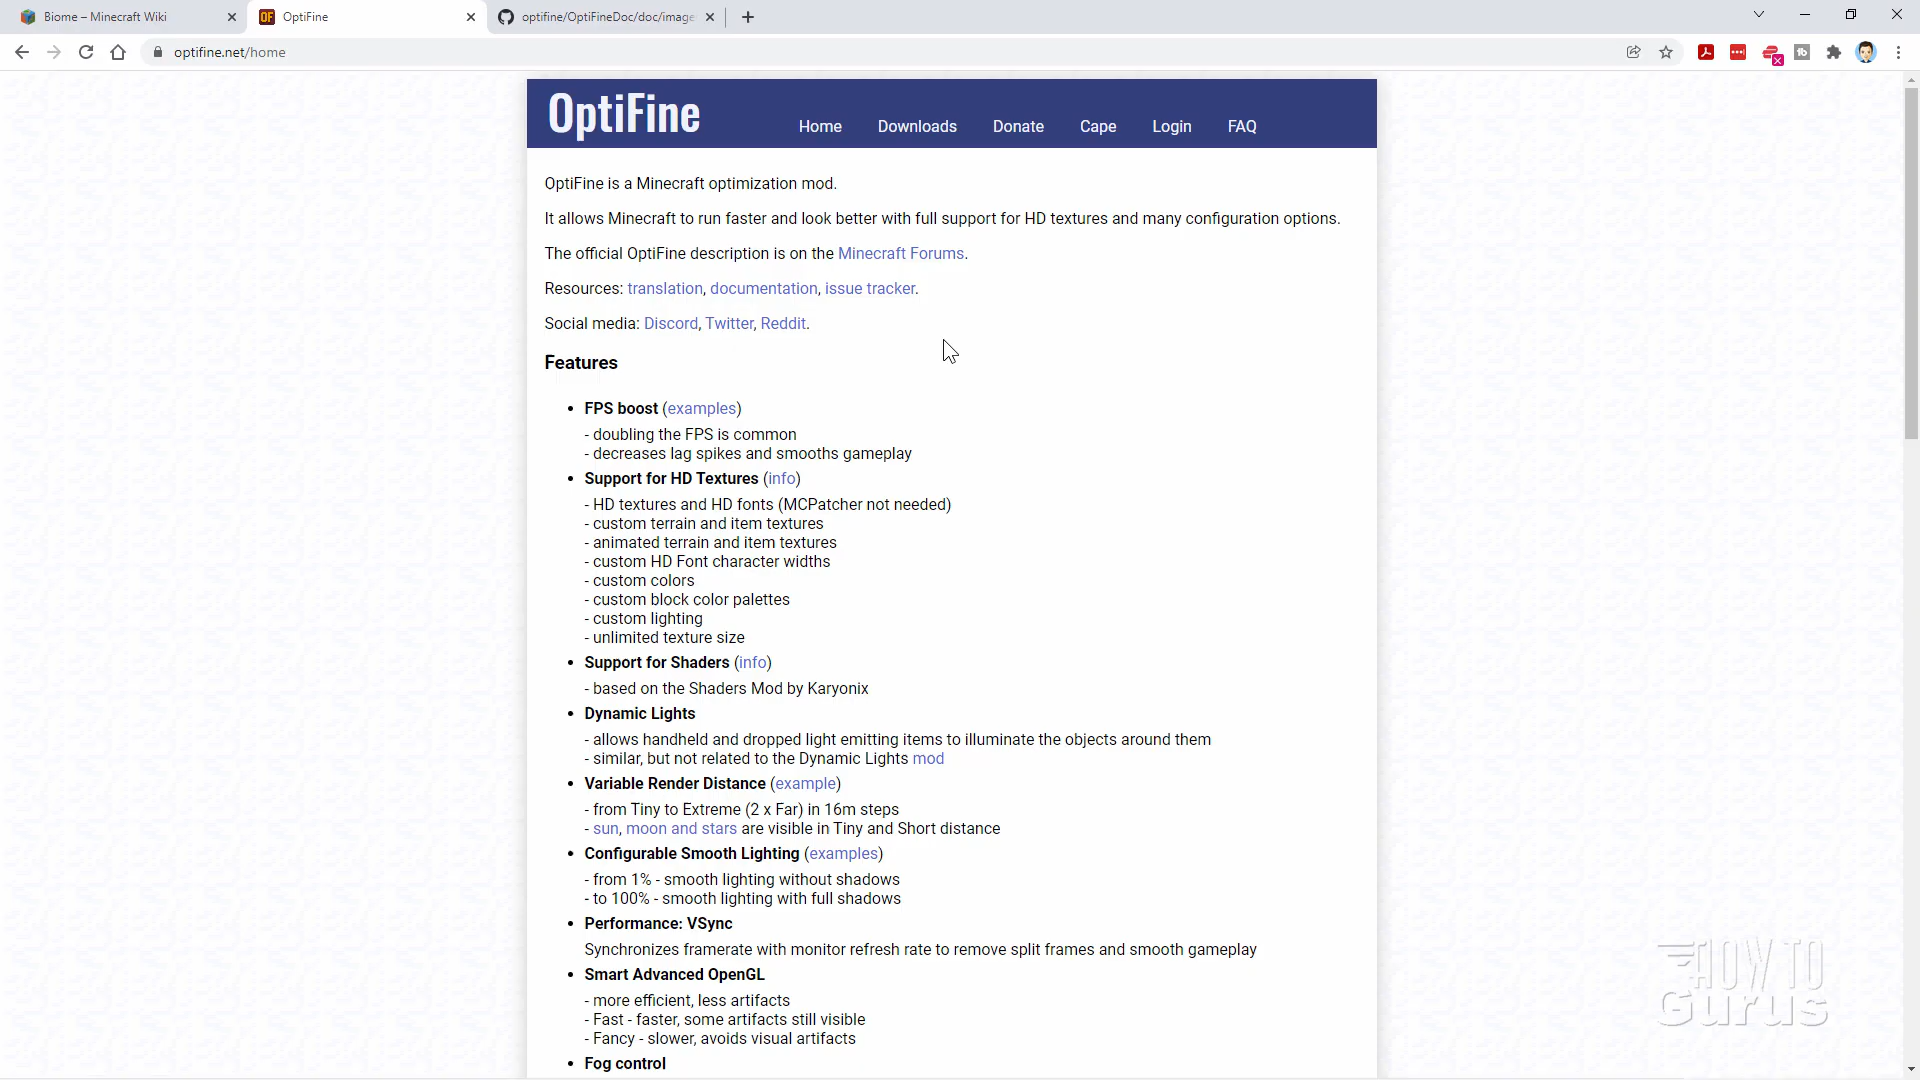 Biome – Minecraft Wiki
OptiFine
optifine/OptiFineDoc/doc/image
optifine.net/home
OptiFine
Home Downloads Donate Cape Login FAQ
OptiFine is a Minecraft optimization mod.
It allows Minecraft to run faster and look better with full support for HD textures and many configuration options.
The official OptiFine description is on the Minecraft Forums.
Resources: translation, documentation, issue tracker.
Social media: Discord, Twitter, Reddit.
Features
• FPS boost (examples)
- doubling the FPS is common
- decreases lag spikes and smooths gameplay
• Support for HD Textures (info)
- HD textures and HD fonts (MCPatcher not needed)
- custom terrain and item textures
- animated terrain and item textures
- custom HD Font character widths
- custom colors
- custom block color palettes
- custom lighting
- unlimited texture size
• Support for Shaders (info)
- based on the Shaders Mod by Karyonix
• Dynamic Lights
- allows handheld and dropped light emitting items to illuminate the objects around them
- similar, but not related to the Dynamic Lights mod
• Variable Render Distance (example)
- from Tiny to Extreme (2 x Far) in 16m steps
- sun, moon and stars are visible in Tiny and Short distance
• Configurable Smooth Lighting (examples)
- from 1% - smooth lighting without shadows
- to 100% - smooth lighting with full shadows
• Performance: VSync
Synchronizes framerate with monitor refresh rate to remove split frames and smooth gameplay
• Smart Advanced OpenGL
- more efficient, less artifacts
- Fast - faster, some artifacts still visible
- Fancy - slower, avoids visual artifacts
• Fog control
HOW TO
Gurus